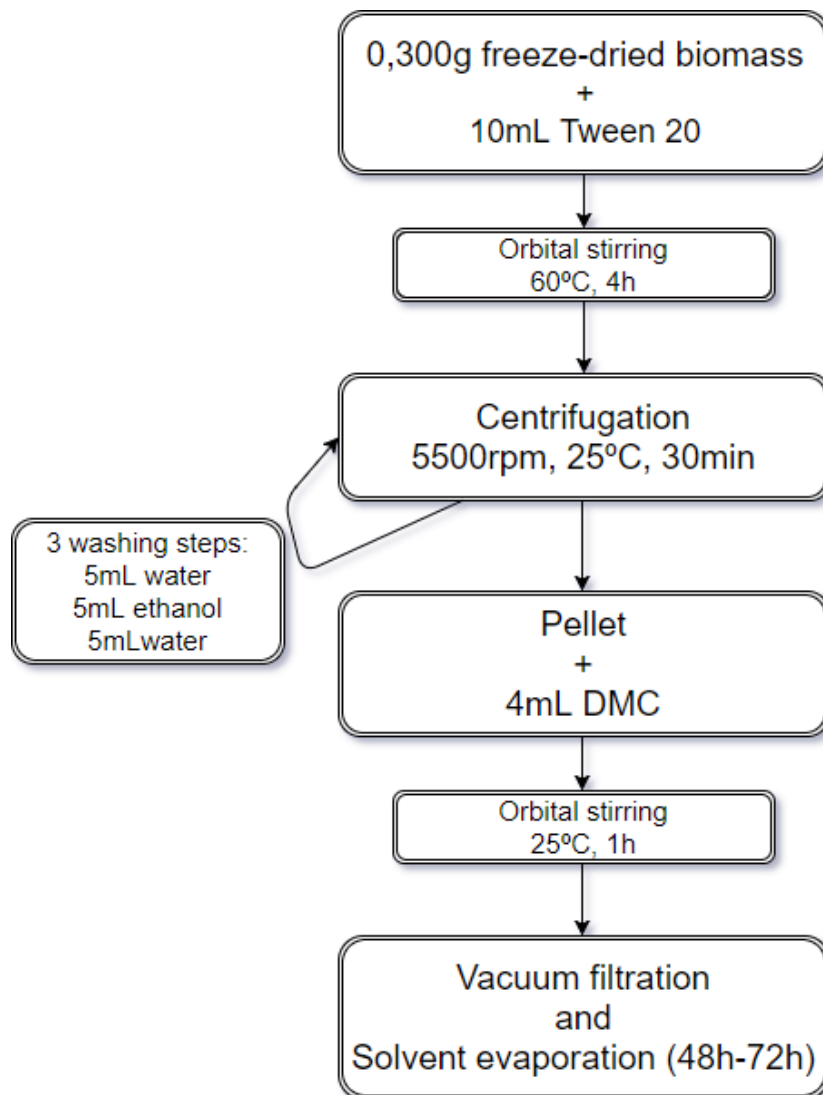 0,300g freeze-dried biomass
+
10mL Tween 20
Orbital stirring
60ºC, 4h
Centrifugation
5500rpm, 25ºC, 30min
3 washing steps:
5mL water
5mL ethanol
5mLwater
Pellet
+
4mL DMC
Orbital stirring
25ºC, 1h
Vacuum filtration
and
Solvent evaporation (48h-72h)